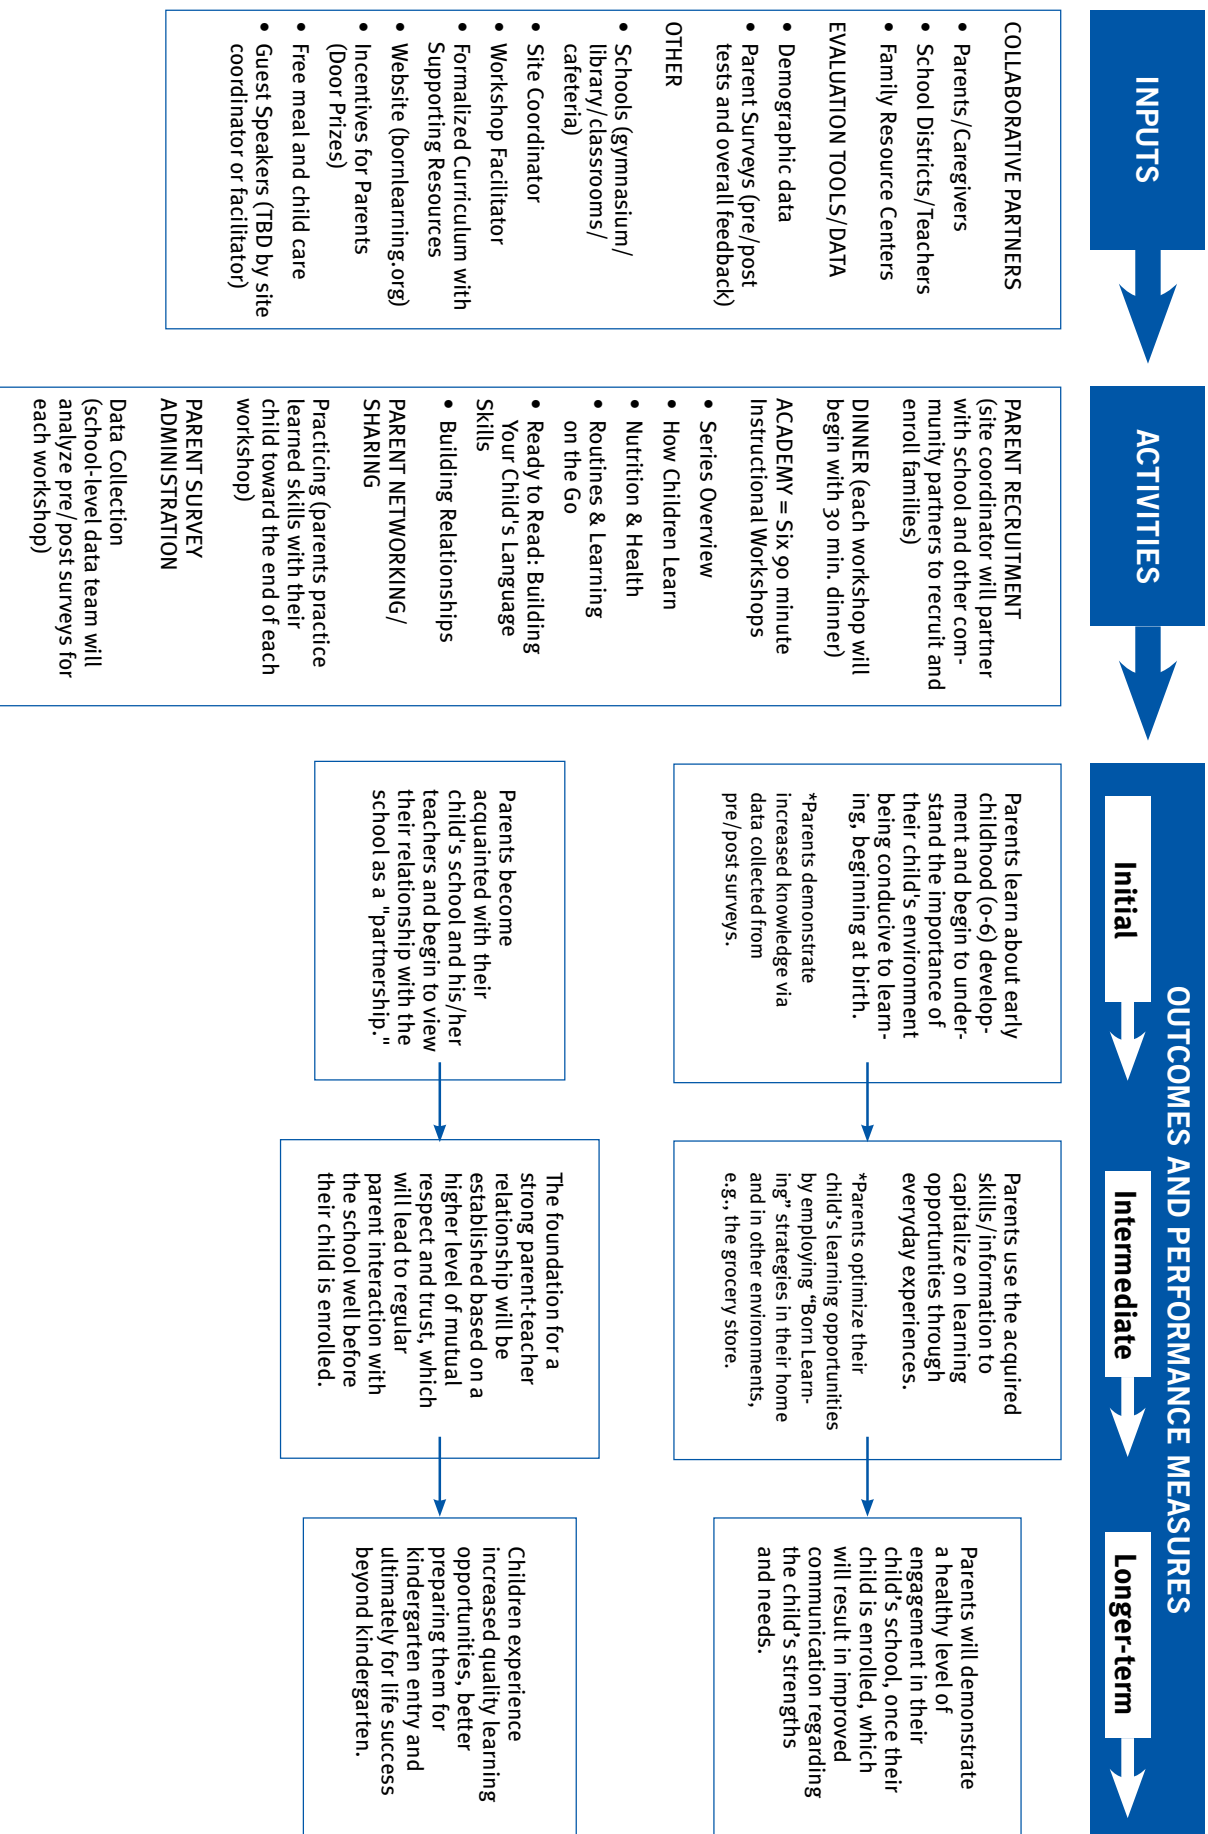 INPUTS
COLLABORATIVE PARTNERS
• Parents/Caregivers
• School Districts/Teachers
• Family Resource Centers
EVALUATION TOOLS/DATA
• Demographic data
• Parent Surveys (pre/post
tests and overall feedback)
OTHER
• Schools (gymnasium/
library/classrooms/
cafeteria)
• Site Coordinator
• Workshop Facilitator
• Formalized Curriculum with
Supporting Resources
• Website (bornlearning.org)
• Incentives for Parents
(Door Prizes)
• Free meal and child care
• Guest Speakers (TBD by site
coordinator or facilitator)
ACTIVITIES
PARENT RECRUITMENT
(site coordinator will partner
with school and other com-
munity partners to recruit and
enroll families)
DINNER (each workshop will
begin with 30 min. dinner)
ACADEMY = Six 90 minute
Instructional Workshops
• Series Overview
• How Children Learn
• Nutrition & Health
• Routines & Learning
on the Go
• Ready to Read: Building
Your Child's Language
Skills
• Building Relationships
PARENT NETWORKING/
SHARING
Practicing (parents practice
learned skills with their
child toward the end of each
workshop)
PARENT SURVEY
ADMINISTRATION
Data Collection
(school-level data team will
analyze pre/post surveys for
each workshop)
OUTCOMES AND PERFORMANCE MEASURES
Initial
Intermediate
Longer-term
Parents learn about early
childhood (0-6) develop-
ment and begin to under-
stand the importance of
their child's environment
being conducive to learn-
ing, beginning at birth.
*Parents demonstrate
increased knowledge via
data collected from
pre/post surveys.
Parents use the acquired
skills/information to
capitalize on learning
opportunties through
everyday experiences.
*Parents optimize their
child’s learning opportunities
by employing “Born Learn-
ing” strategies in their home
and in other environments,
e.g., the grocery store.
Parents will demonstrate
a healthy level of
engagement in their
child’s school, once their
child is enrolled, which
will result in improved
communication regarding
the child’s strengths
and needs.
Parents become
acquainted with their
child's school and his/her
teachers and begin to view
their relationship with the
school as a "partnership."
The foundation for a
strong parent-teacher
relationship will be
established based on a
higher level of mutual
respect and trust, which
will lead to regular
parent interaction with
the school well before
their child is enrolled.
Children experience
increased quality learning
opportunities, better
preparing them for
kindergarten entry and
ultimately for life success
beyond kindergarten.